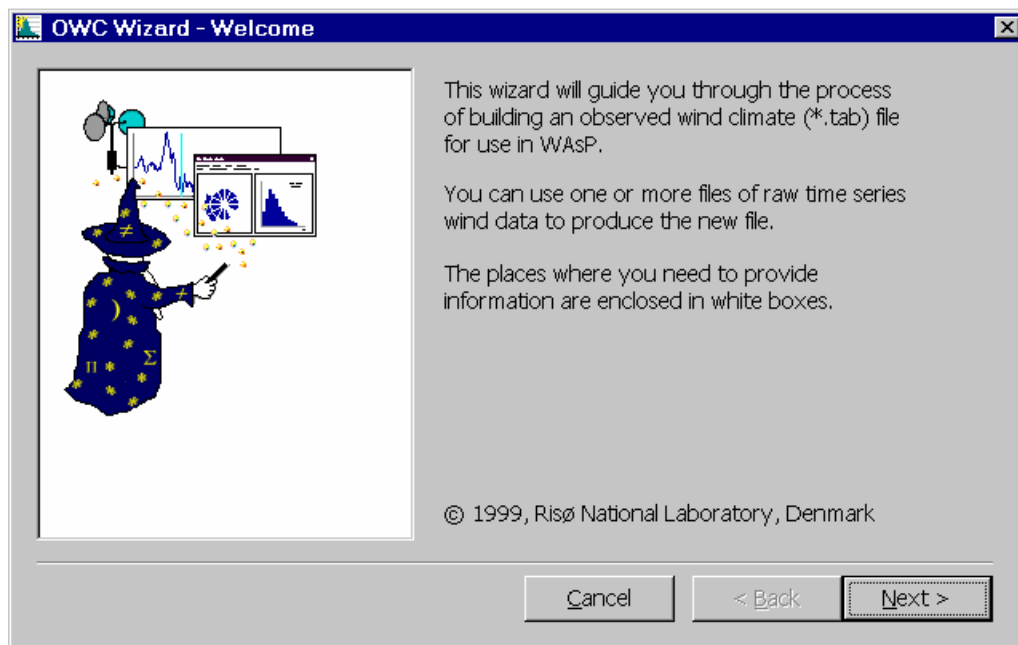 OWC Wizard - Welcome
This wizard will guide you through the process
of building an observed wind climate (*.tab) file
for use in WAsP.
You can use one or more files of raw time series
wind data to produce the new file.
The places where you need to provide
information are enclosed in white boxes.
© 1999, Risø National Laboratory, Denmark
Cancel
< Back
Next >